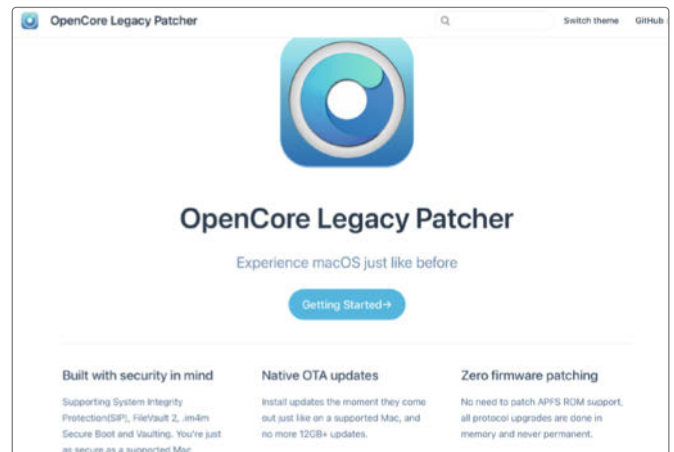 OpenCore Legacy Patcher
Switch theme
GitHub
OpenCore Legacy Patcher
Experience macOS just like before
Getting Started→
Built with security in mind
Supporting System Integrity
Protection(SIP), FileVault 2, .im4m
Secure Boot and Vaulting. You're just
as secure as a supported Mac
Native OTA updates
Install updates the moment they come
out just like on a supported Mac, and
no more 12GB+ updates.
Zero firmware patching
No need to patch APFS ROM support,
all protocol upgrades are done in
memory and never permanent.